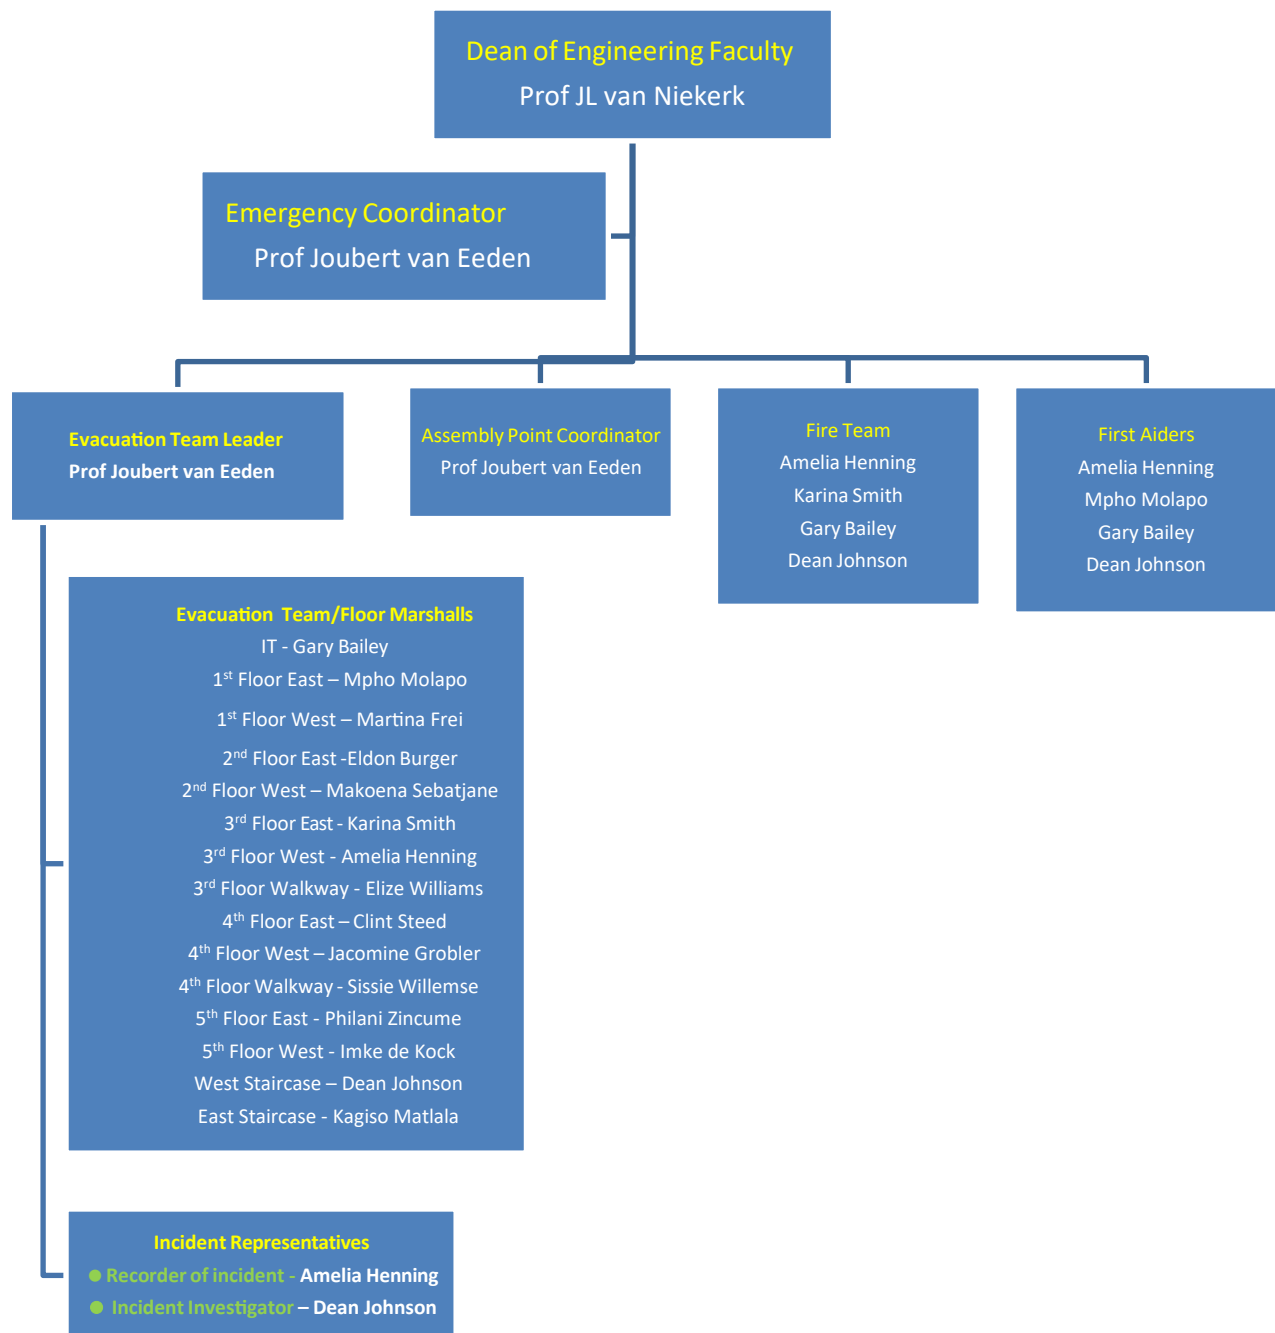 Dean of Engineering Faculty
Prof JL van Niekerk
Emergency Coordinator
Prof Joubert van Eeden
Evacuation Team Leader
Prof Joubert van Eeden
Assembly Point Coordinator
Prof Joubert van Eeden
Fire Team
Amelia Henning
Karina Smith
Gary Bailey
Dean Johnson
First Aiders
Amelia Henning
Mpho Molapo
Gary Bailey
Dean Johnson
Evacuation Team/Floor Marshalls
IT - Gary Bailey
1st Floor East – Mpho Molapo
1st Floor West – Martina Frei
2nd Floor East -Eldon Burger
2nd Floor West – Makoena Sebatjane
3rd Floor East - Karina Smith
3rd Floor West - Amelia Henning
3rd Floor Walkway - Elize Williams
4th Floor East – Clint Steed
4th Floor West – Jacomine Grobler
4th Floor Walkway - Sissie Willemse
5th Floor East - Philani Zincume
5th Floor West - Imke de Kock
West Staircase – Dean Johnson
East Staircase - Kagiso Matlala
Incident Representatives
● Recorder of incident - Amelia Henning
● Incident Investigator – Dean Johnson